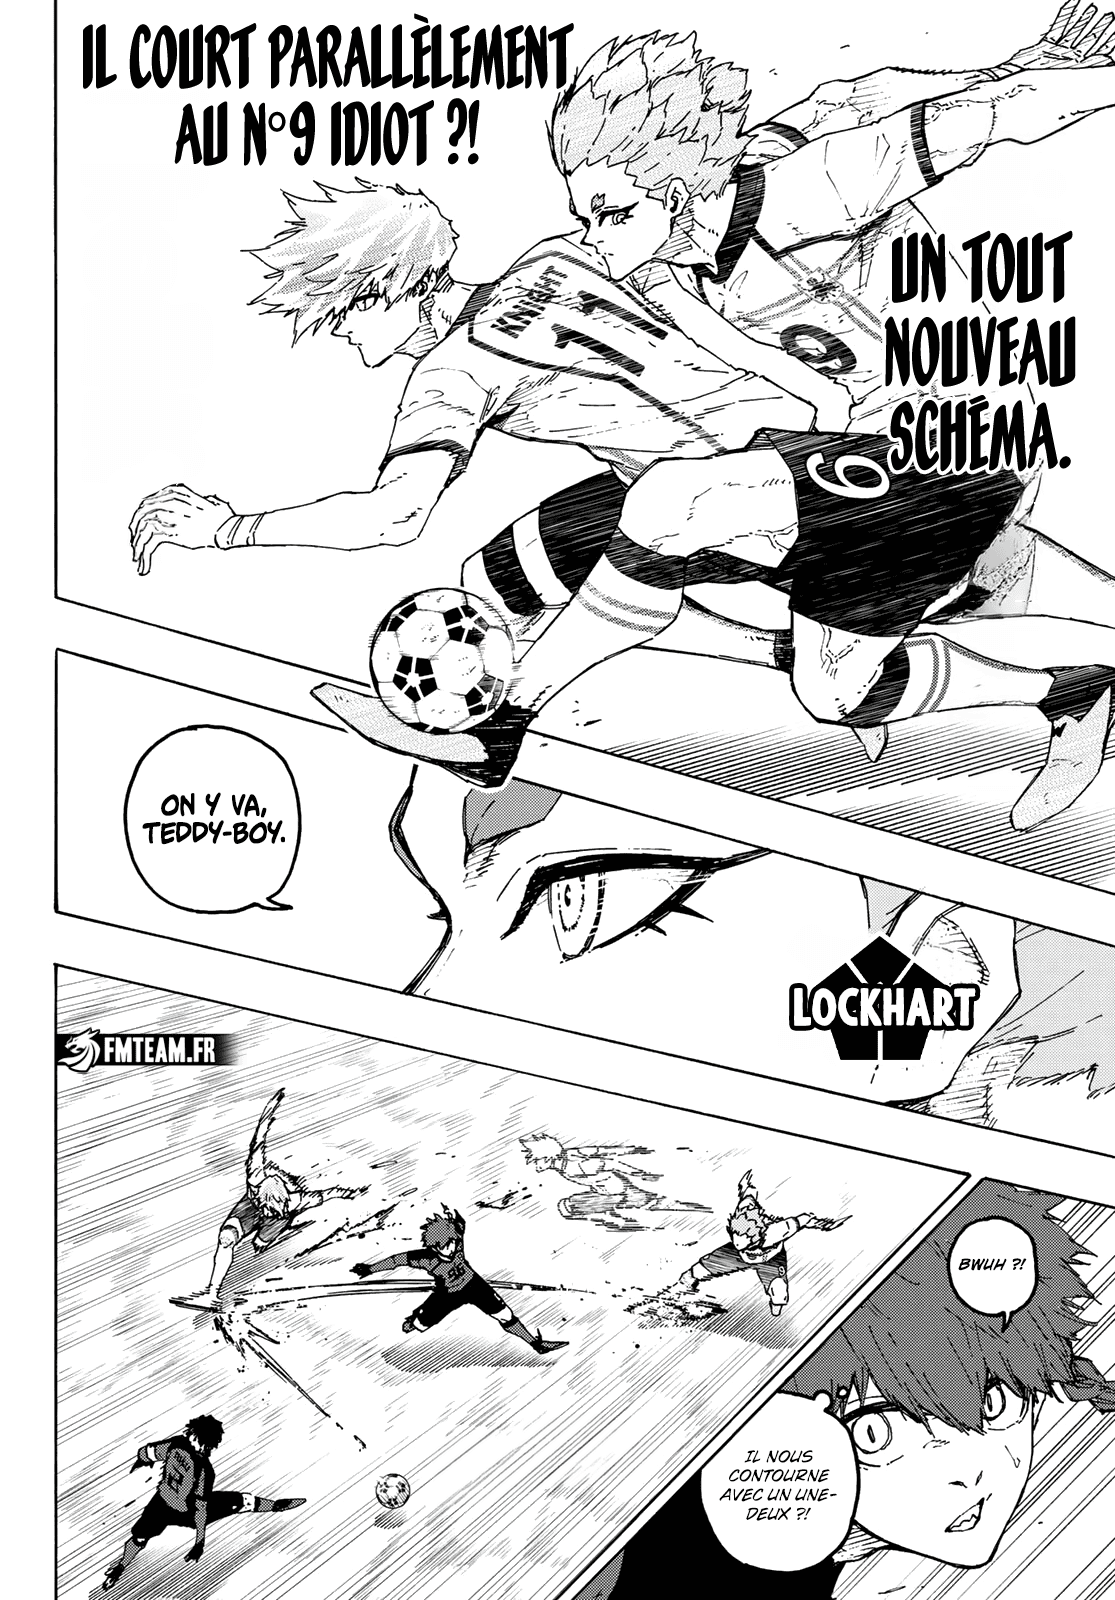 IL COURT PARALLÈLEMENT
AU N°9 IDIOT ?!
KNIGHT
11
9
9
UN TOUT
NOUVEAU
SCHÉMA.
ON Y VA,
TEDDY-BOY.
LOCKHART
FMTEAM.FR
BWUH ?!
IL NOUS
CONTOURNE
AVEC UN UNE-
DEUX ?!